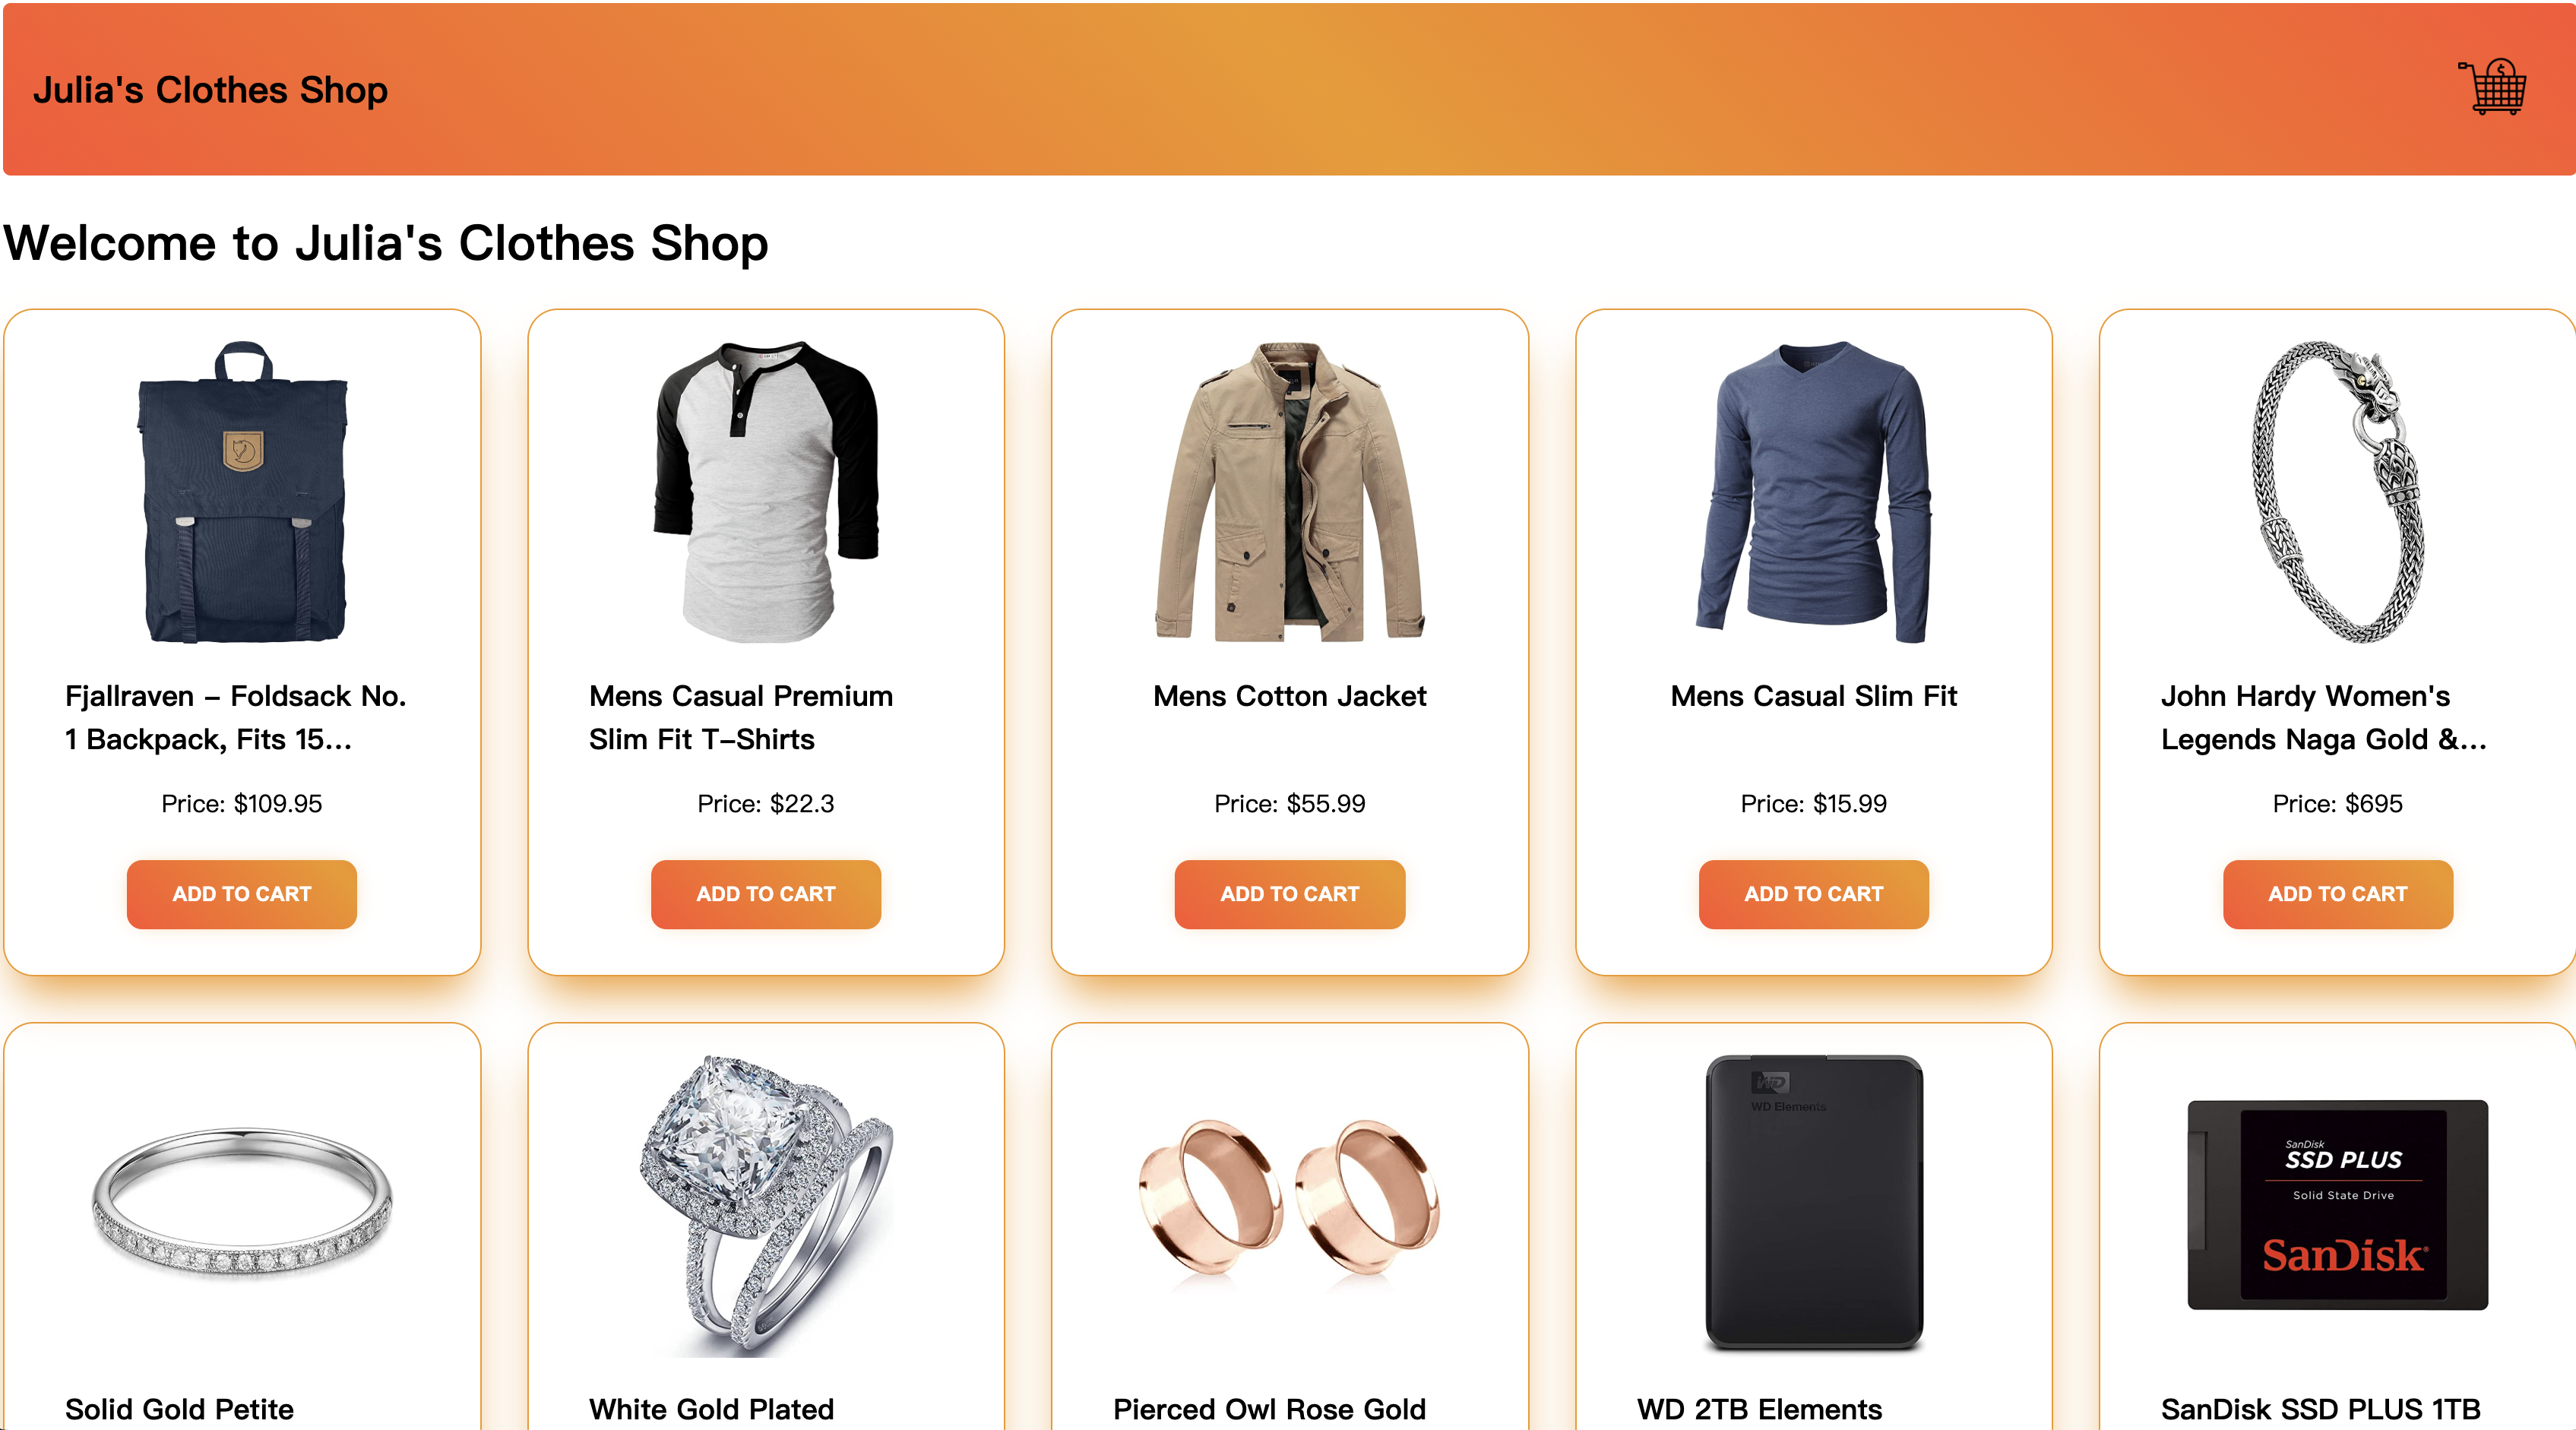 $
Julia's Clothes Shop
Welcome to Julia's Clothes Shop
Fjallraven - Foldsack No.
1 Backpack, Fits 15...
Price: $109.95
ADD TO CART
Mens Casual Premium
Slim Fit T-Shirts
Price: $22.3
ADD TO CART
Mens Cotton Jacket
Price: $55.99
ADD TO CART
Mens Casual Slim Fit
Price: $15.99
ADD TO CART
John Hardy Women's
Legends Naga Gold &...
Price: $695
ADD TO CART
Solid Gold Petite
White Gold Plated
Pierced Owl Rose Gold
WD
WD Elements
WD 2TB Elements
SanDisk
SSD PLUS
Solid State Drive
SanDisk®
SanDisk SSD PLUS 1TB